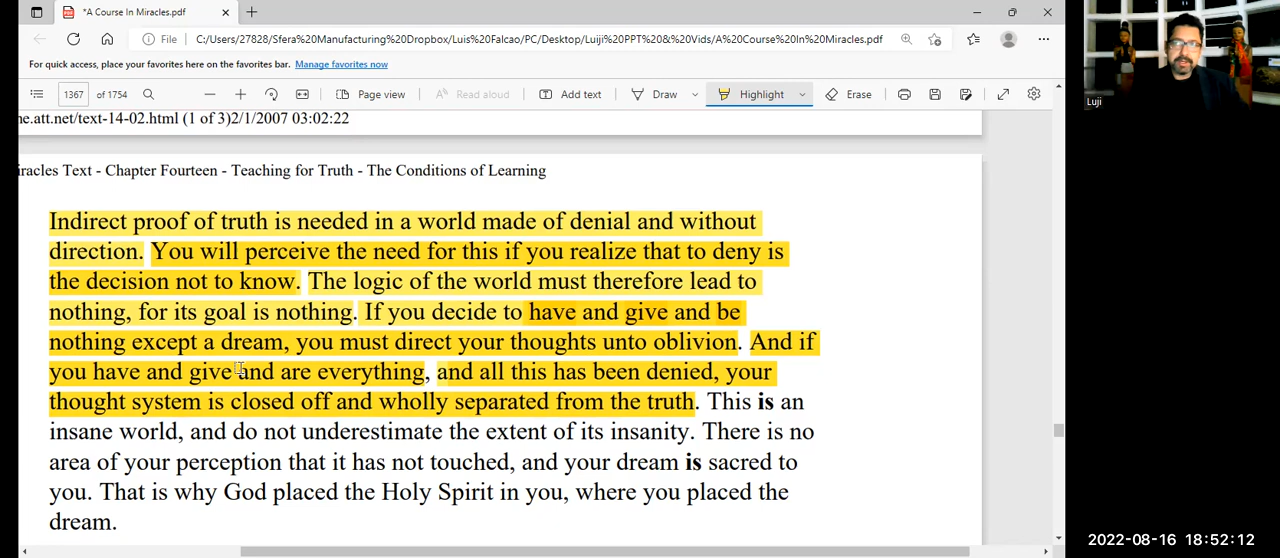 *A Course In Miracles.pdf
File C:/Users/27828/Sfera%20Manufacturing%20Dropbox/Luis%20Falcao/PC/Desktop/Luiji%20PPT%20&%20Vids/A%20Course%20In%20Miracles.pdf
For quick access, place your favorites here on the favorites bar. Manage favorites now
1367 of 1754 Page view Read aloud Add text Draw Highlight Erase
Luji
ne.att.net/text-14-02.html (1 of 3)2/1/2007 03:02:22
iracles Text - Chapter Fourteen - Teaching for Truth - The Conditions of Learning
Indirect proof of truth is needed in a world made of denial and without
direction. You will perceive the need for this if you realize that to deny is
the decision not to know. The logic of the world must therefore lead to
nothing, for its goal is nothing. If you decide to have and give and be
nothing except a dream, you must direct your thoughts unto oblivion. And if
you have and give and are everything, and all this has been denied, your
thought system is closed off and wholly separated from the truth. This is an
insane world, and do not underestimate the extent of its insanity. There is no
area of your perception that it has not touched, and your dream is sacred to
you. That is why God placed the Holy Spirit in you, where you placed the
dream.
2022-08-16 18:52:12